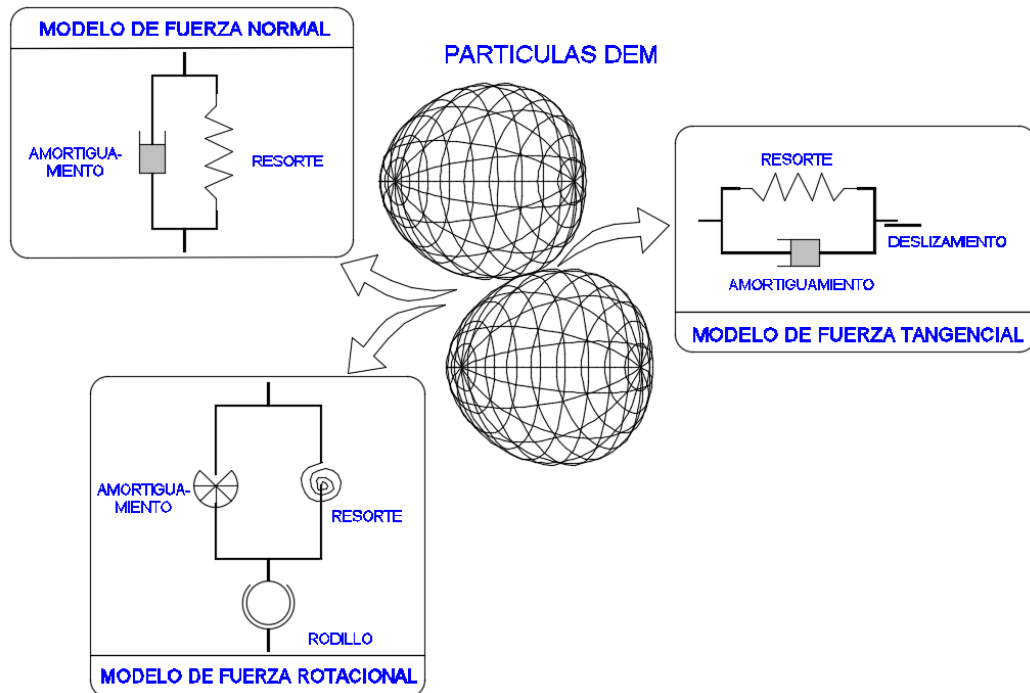 MODELO DE FUERZA NORMAL
AMORTIGUA-
MIENTO
RESORTE
PARTICULAS DEM
RESORTE
DESLIZAMIENTO
AMORTIGUAMIENTO
MODELO DE FUERZA TANGENCIAL
AMORTIGUA-
MIENTO
RESORTE
RODILLO
MODELO DE FUERZA ROTACIONAL